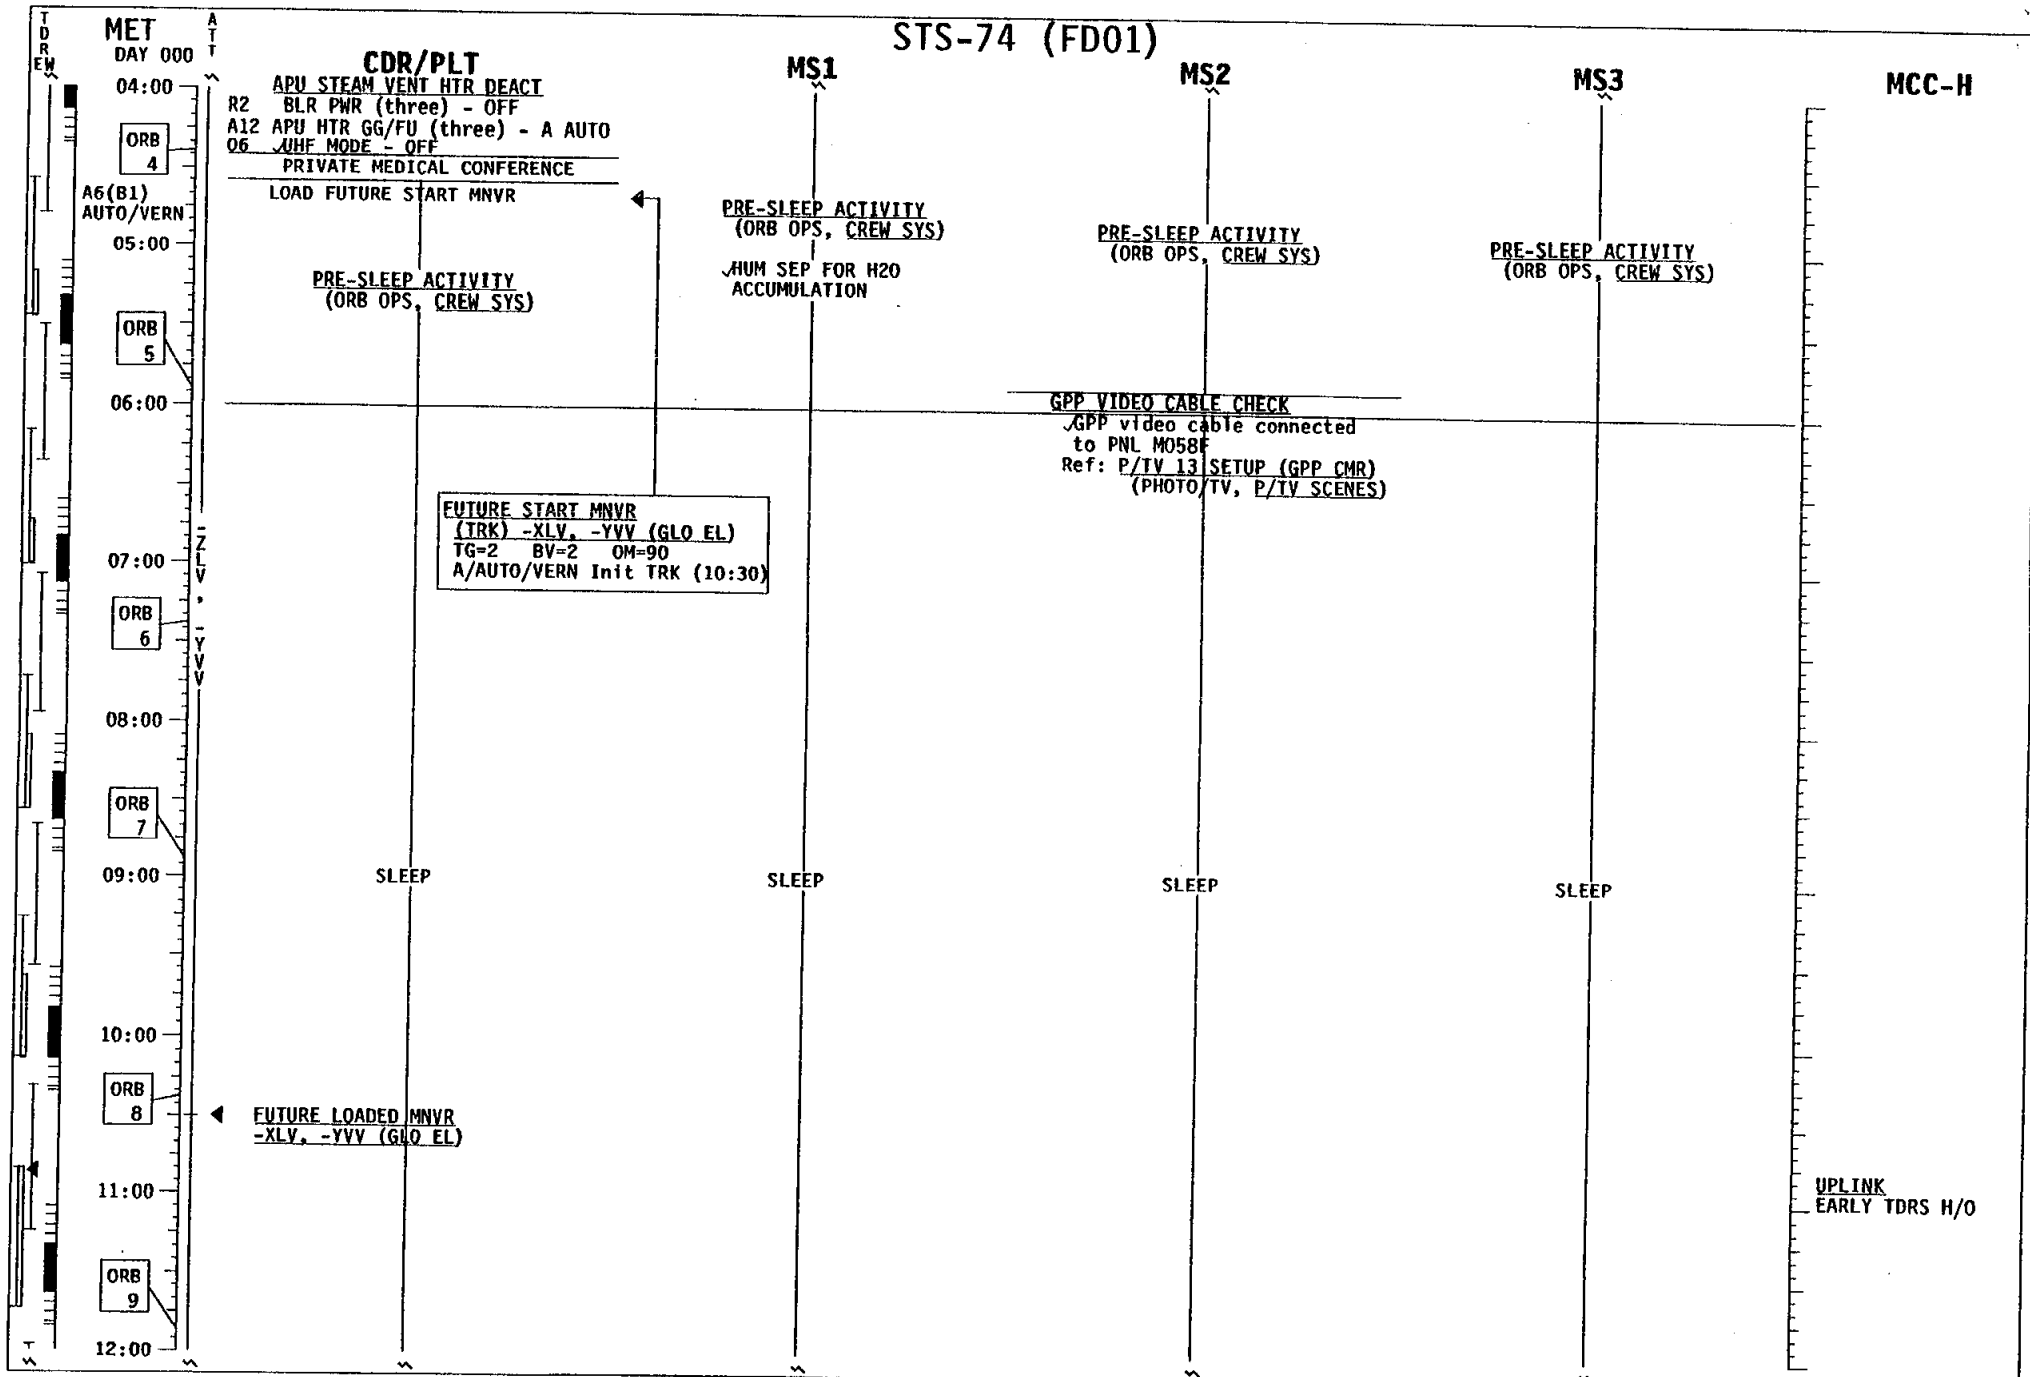 STS-74 (FD01)
T
D
R
E W
MET
DAY 000
A
T
T
CDR/PLT
MS1
MS2
MS3
MCC-H
04:00
APU STEAM VENT HTR DEACT
R2 BLR PWR (three) - OFF
A12 APU HTR GG/FU (three) - A AUTO
O6 ✓UHF MODE - OFF
ORB
4
PRIVATE MEDICAL CONFERENCE
A6(B1)
AUTO/VERN
LOAD FUTURE START MNVR
PRE-SLEEP ACTIVITY
(ORB OPS, CREW SYS)
✓HUM SEP FOR H2O
ACCUMULATION
PRE-SLEEP ACTIVITY
(ORB OPS, CREW SYS)
PRE-SLEEP ACTIVITY
(ORB OPS, CREW SYS)
05:00
PRE-SLEEP ACTIVITY
(ORB OPS, CREW SYS)
ORB
5
06:00
GPP VIDEO CABLE CHECK
✓GPP video cable connected
to PNL MO58F
Ref: P/TV 13 SETUP (GPP CMR)
(PHOTO/TV, P/TV SCENES)
FUTURE START MNVR
(TRK) -XLV, -YVV (GLO EL)
TG=2 BV=2 OM=90
A/AUTO/VERN Init TRK (10:30)
07:00
-ZLV, -YVV
ORB
6
08:00
ORB
7
09:00
SLEEP
SLEEP
SLEEP
SLEEP
10:00
ORB
8
FUTURE LOADED MNVR
-XLV, -YVV (GLO EL)
11:00
UPLINK
EARLY TDRS H/O
ORB
9
12:00